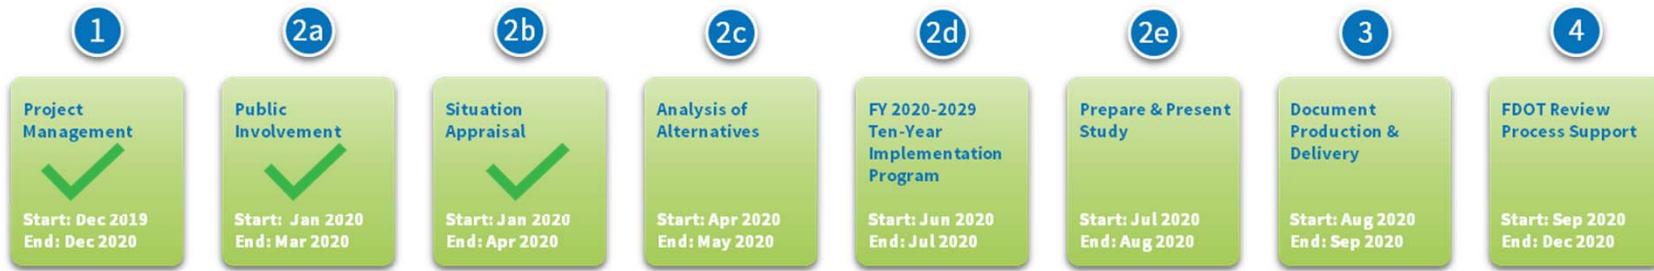 1
Project
Management
Start: Dec 2019
End: Dec 2020
2a
Public
Involvement
Start: Jan 2020
End: Mar 2020
2b
Situation
Appraisal
Start: Jan 2020
End: Apr 2020
2c
Analysis of
Alternatives
Start: Apr 2020
End: May 2020
2d
FY 2020-2029
Ten-Year
Implementation
Program
Start: Jun 2020
End: Jul 2020
2e
Prepare & Present
Study
Start: Jul 2020
End: Aug 2020
3
Document
Production &
Delivery
Start: Aug 2020
End: Sep 2020
4
FDOT Review
Process Support
Start: Sep 2020
End: Dec 2020